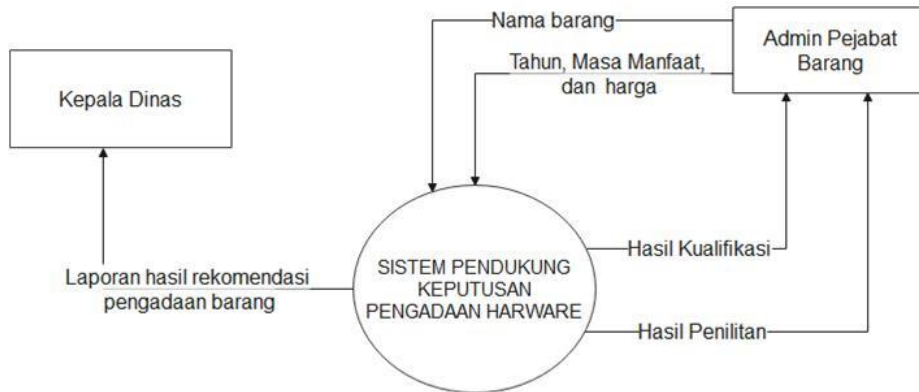 Nama barang
Admin Pejabat
Barang
Tahun, Masa Manfaat,
dan harga
Kepala Dinas
Hasil Kualifikasi
SISTEM PENDUKUNG
KEPUTUSAN
PENGADAAN HARWARE
Laporan hasil rekomendasi
pengadaan barang
Hasil Penilitan